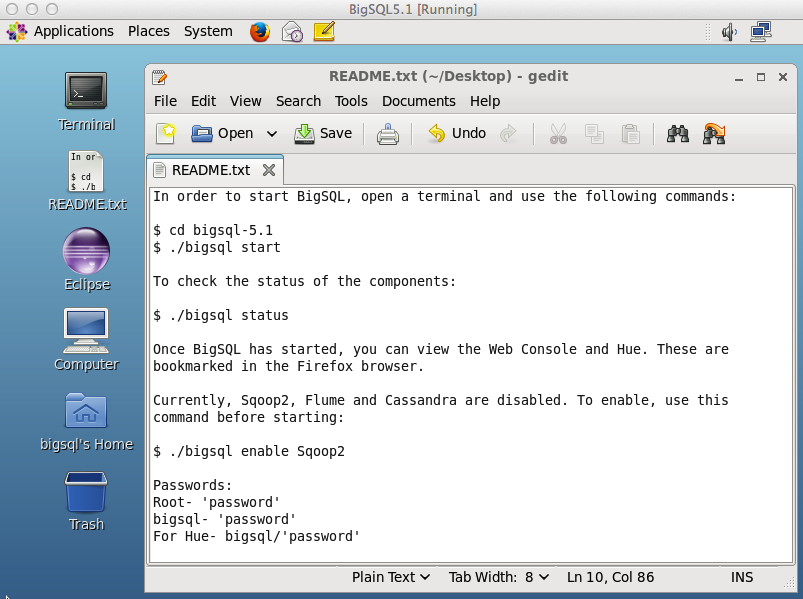 BigSQL5.1 [Running]
Applications Places System
Terminal
In or
$ cd
$ ./b
README.txt
Eclipse
Computer
bigsql's Home
Trash
README.txt (~/Desktop) - gedit
File Edit View Search Tools Documents Help
Open Save Undo
README.txt
In order to start BigSQL, open a terminal and use the following commands:
$ cd bigsql-5.1
$ ./bigsql start
To check the status of the components:
$ ./bigsql status
Once BigSQL has started, you can view the Web Console and Hue. These are
bookmarked in the Firefox browser.
Currently, Sqoop2, Flume and Cassandra are disabled. To enable, use this
command before starting:
$ ./bigsql enable Sqoop2
Passwords:
Root- 'password'
bigsql- 'password'
For Hue- bigsql/'password'
Plain Text Tab Width: 8 Ln 10, Col 86 INS